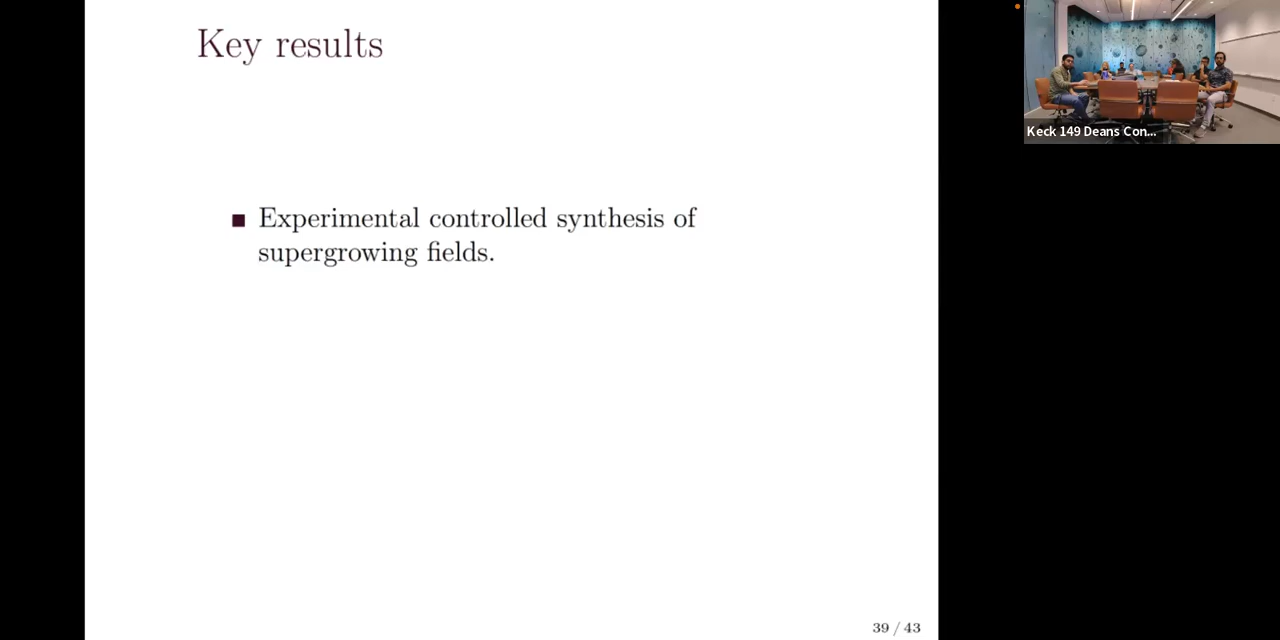 Key results
Keck 149 Deans Con...
■ Experimental controlled synthesis of
supergrowing fields.
39 / 43